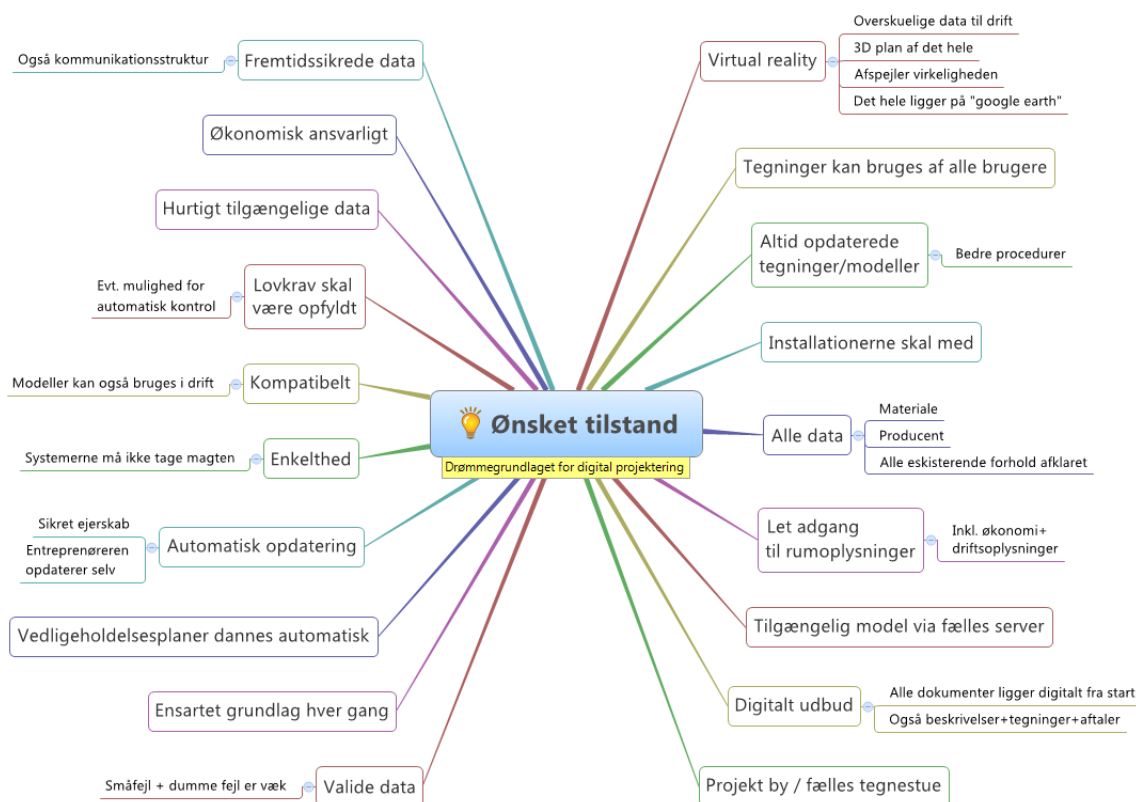 Ønsket tilstand
Drømmegrundlaget for digital projektering
Virtual reality
Overskuelige data til drift
3D plan af det hele
Afspejler virkeligheden
Det hele ligger på "google earth"
Tegninger kan bruges af alle brugere
Altid opdaterede
tegninger/modeller
Bedre procedurer
Installationerne skal med
Alle data
Materiale
Producent
Alle eskisterende forhold afklaret
Let adgang
til rumoplysninger
Inkl. økonomi+
driftsoplysninger
Tilgængelig model via fælles server
Digitalt udbud
Alle dokumenter ligger digitalt fra start
Også beskrivelser+tegninger+aftaler
Projekt by / fælles tegnestue
Fremtidssikrede data
Også kommunikationsstruktur
Økonomisk ansvarligt
Hurtigt tilgængelige data
Lovkrav skal
være opfyldt
Evt. mulighed for
automatisk kontrol
Kompatibelt
Modeller kan også bruges i drift
Enkelthed
Systemerne må ikke tage magten
Automatisk opdatering
Sikret ejerskab
Entreprenøreren
opdaterer selv
Vedligeholdelsesplaner dannes automatisk
Ensartet grundlag hver gang
Valide data
Småfejl + dumme fejl er væk